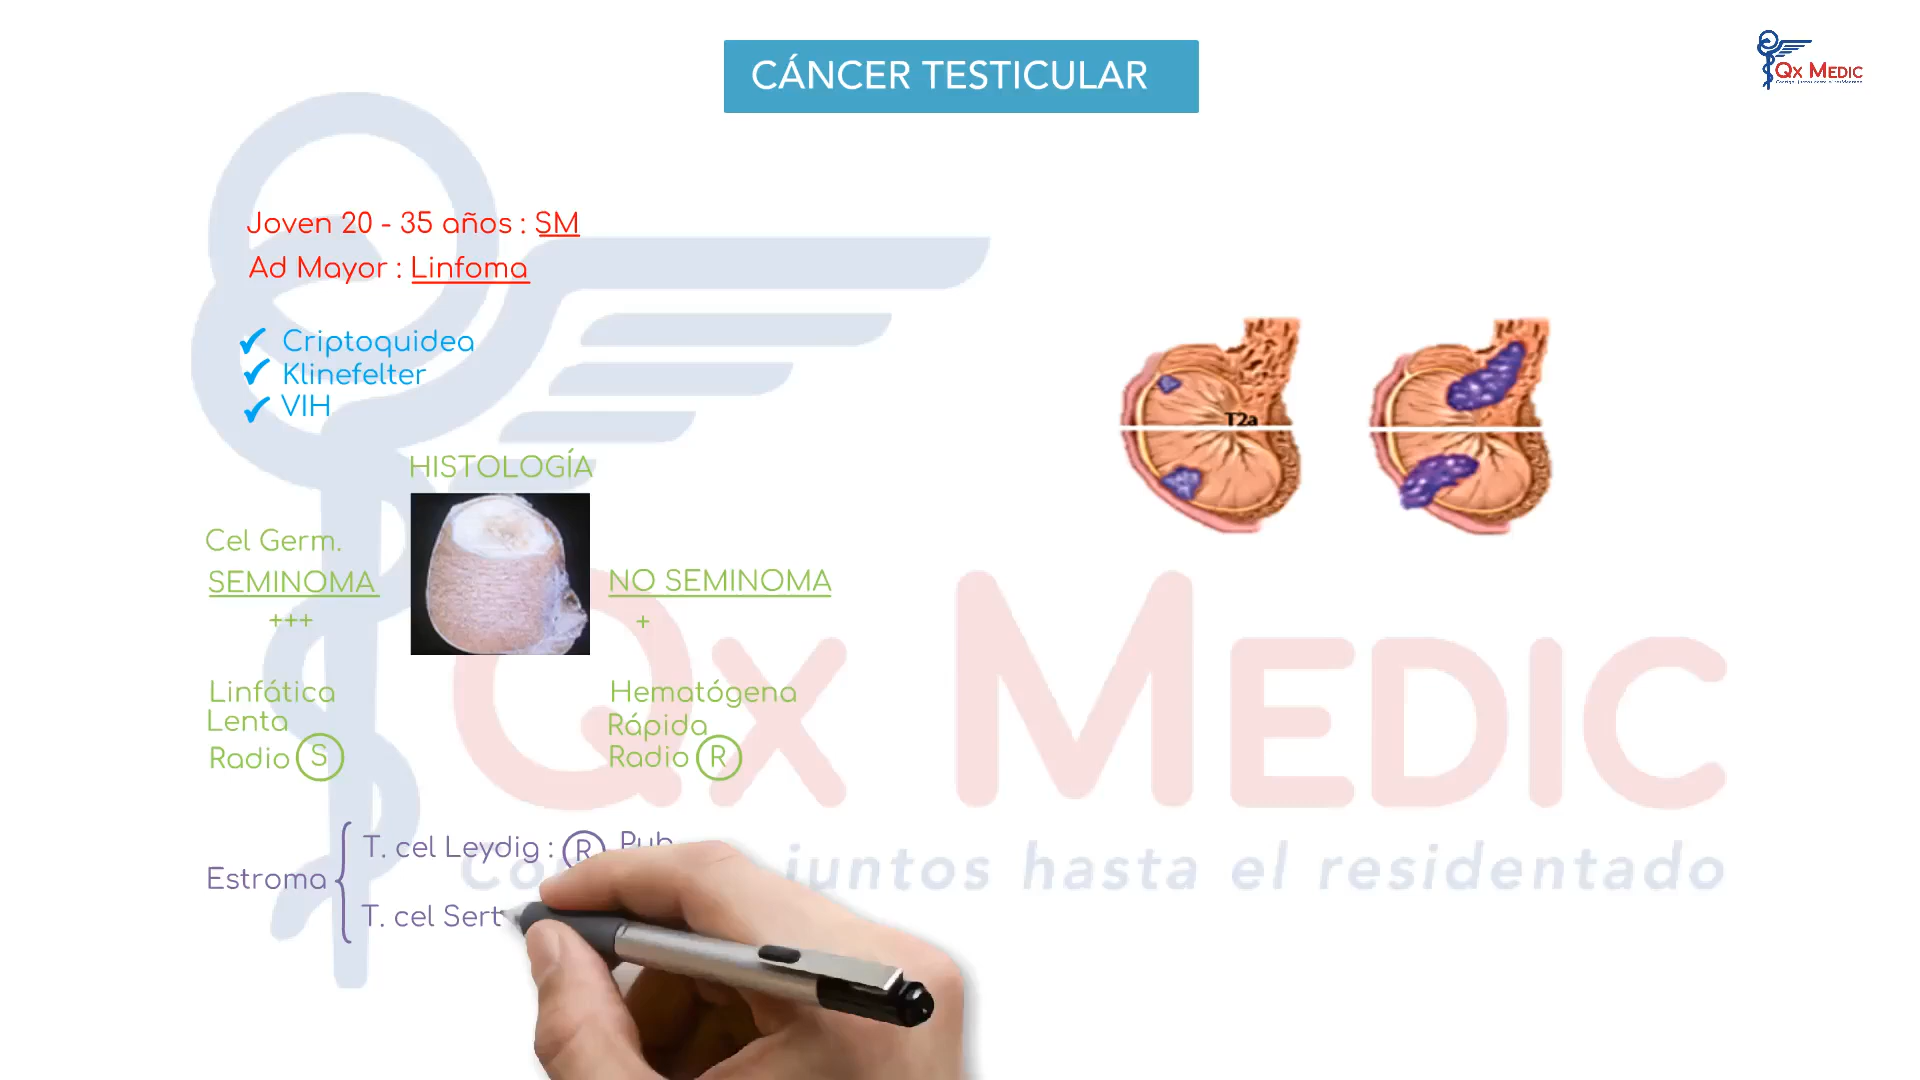 CÁNCER TESTICULAR
QX MEDIC
Joven 20 - 35 años : SM
Ad Mayor : Linfoma
✔ Criptoquidea
✔ Klinefelter
✔ VIH
T2a
HISTOLOGÍA
Cel Germ.
SEMINOMA
+++
NO SEMINOMA
+
Linfática
Lenta
Radio S
Hematógena
Rápida
Radio R
Estroma
T. cel Leydig : R Pub
T. cel Sert
QX MEDIC
juntos hasta el residentado